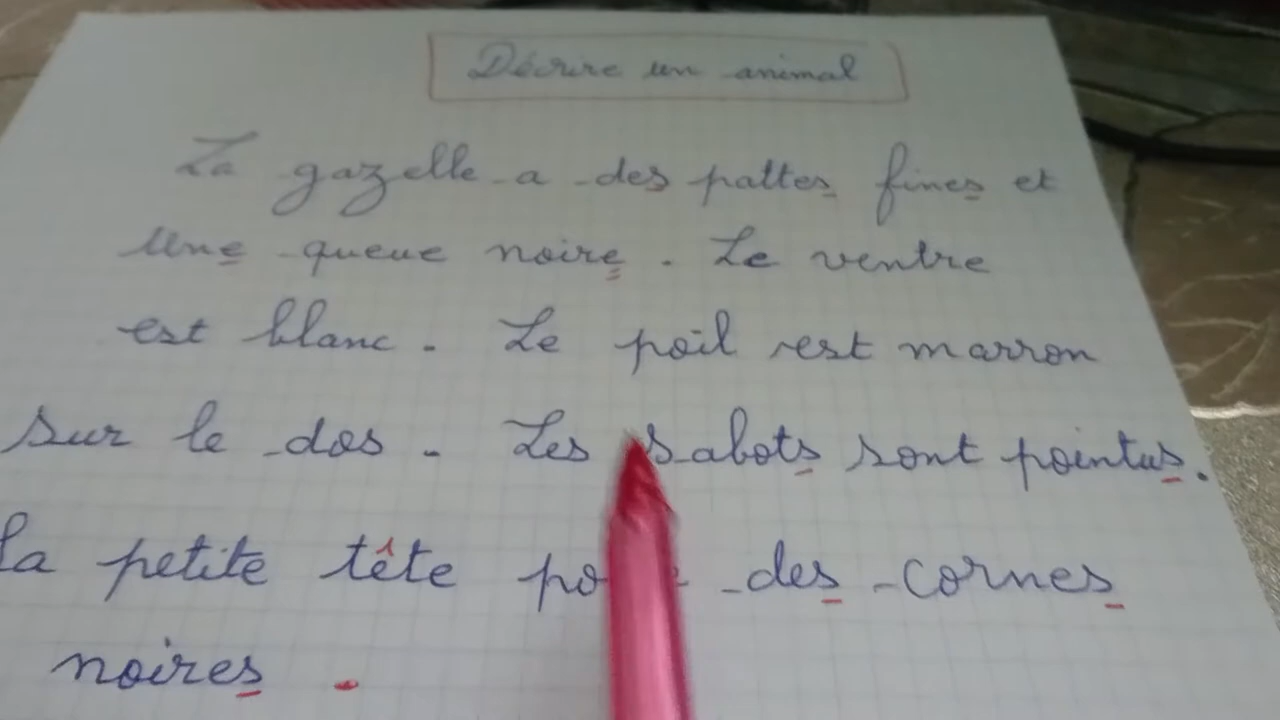 Décrire un animal
La gazelle a des pattes fines et
une queue noire. Le ventre
est blanc. Le poil est marron
sur le dos. Les sabots sont pointus.
la petite tête des cornes
noires.